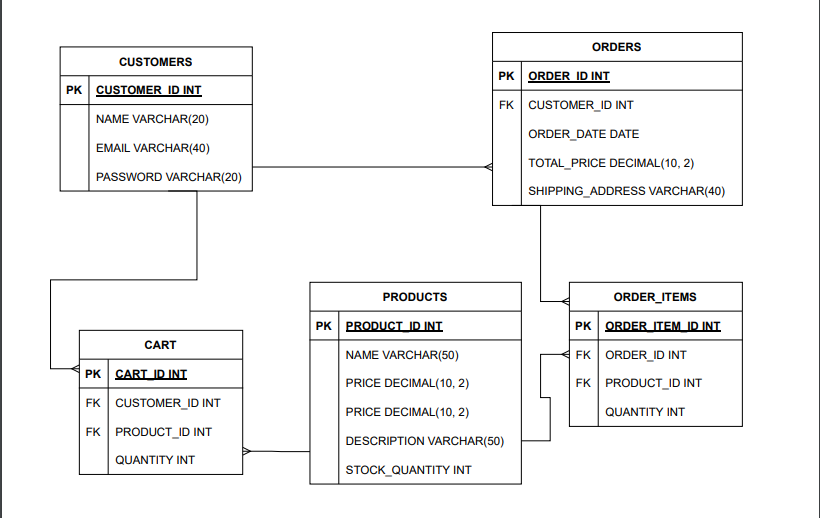 CUSTOMERS
PK CUSTOMER_ID INT
NAME VARCHAR(20)
EMAIL VARCHAR(40)
PASSWORD VARCHAR(20)
ORDERS
PK ORDER_ID INT
FK CUSTOMER_ID INT
ORDER_DATE DATE
TOTAL_PRICE DECIMAL(10, 2)
SHIPPING_ADDRESS VARCHAR(40)
CART
PK CART_ID INT
FK CUSTOMER_ID INT
FK PRODUCT_ID INT
QUANTITY INT
PRODUCTS
PK PRODUCT_ID INT
NAME VARCHAR(50)
PRICE DECIMAL(10, 2)
PRICE DECIMAL(10, 2)
DESCRIPTION VARCHAR(50)
STOCK_QUANTITY INT
ORDER_ITEMS
PK ORDER_ITEM_ID INT
FK ORDER_ID INT
FK PRODUCT_ID INT
QUANTITY INT